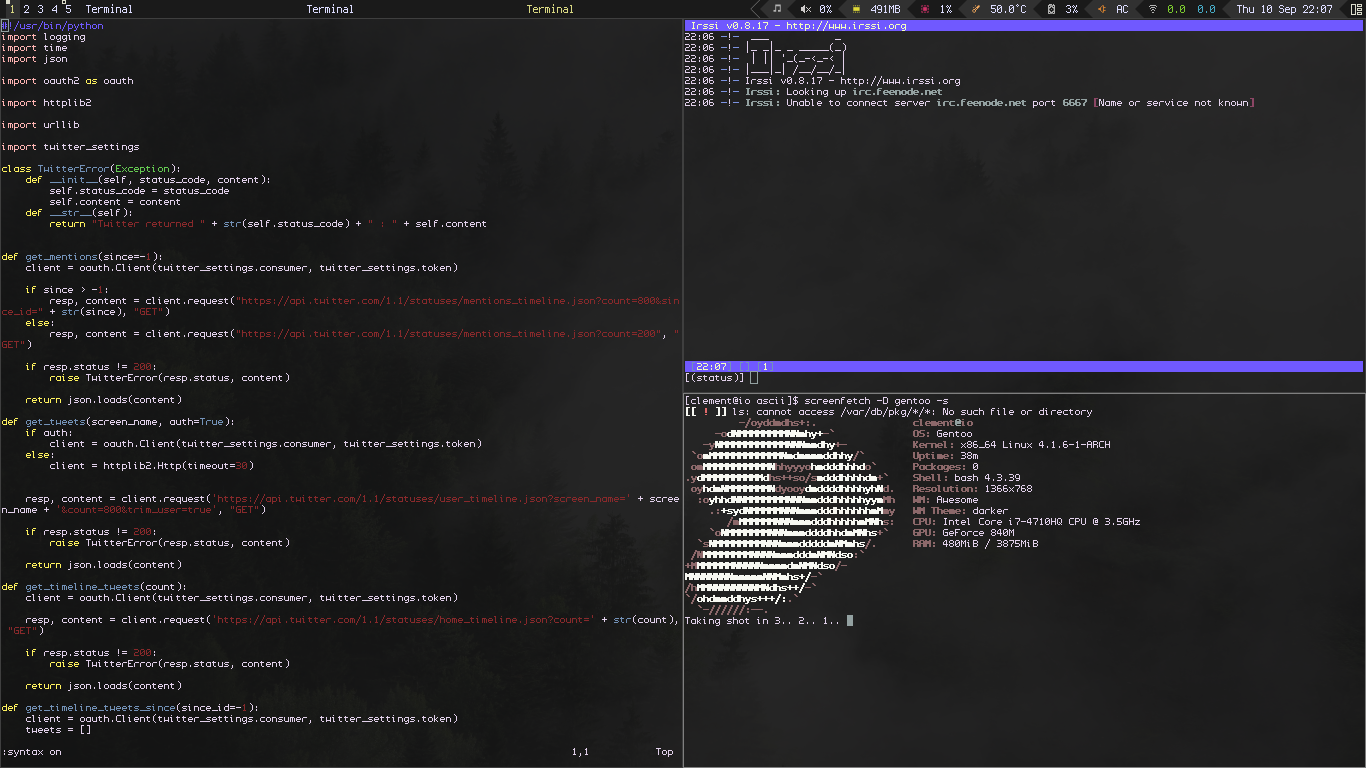 1 2 3 4 5 Terminal Terminal Terminal 0% 491MB 1% 50.0°C 3% AC 0.0 0.0 Thu 10 Sep 22:07
#!/usr/bin/python
import logging
import time
import json
import oauth2 as oauth
import httplib2
import urllib
import twitter_settings
class TwitterError(Exception):
    def __init__(self, status_code, content):
        self.status_code = status_code
        self.content = content
    def __str__(self):
        return "Twitter returned " + str(self.status_code) + " : " + self.content
def get_mentions(since=-1):
    client = oauth.Client(twitter_settings.consumer, twitter_settings.token)
    if since > -1:
        resp, content = client.request("https://api.twitter.com/1.1/statuses/mentions_timeline.json?count=800&sin
ce_id=" + str(since), "GET")
    else:
        resp, content = client.request("https://api.twitter.com/1.1/statuses/mentions_timeline.json?count=200", "
GET")
    if resp.status != 200:
        raise TwitterError(resp.status, content)
    return json.loads(content)
def get_tweets(screen_name, auth=True):
    if auth:
        client = oauth.Client(twitter_settings.consumer, twitter_settings.token)
    else:
        client = httplib2.Http(timeout=30)
    resp, content = client.request('https://api.twitter.com/1.1/statuses/user_timeline.json?screen_name=' + scree
n_name + '&count=800&trim_user=true', "GET")
    if resp.status != 200:
        raise TwitterError(resp.status, content)
    return json.loads(content)
def get_timeline_tweets(count):
    client = oauth.Client(twitter_settings.consumer, twitter_settings.token)
    resp, content = client.request('https://api.twitter.com/1.1/statuses/home_timeline.json?count=' + str(count),
 "GET")
    if resp.status != 200:
        raise TwitterError(resp.status, content)
    return json.loads(content)
def get_timeline_tweets_since(since_id=-1):
    client = oauth.Client(twitter_settings.consumer, twitter_settings.token)
    tweets = []
:syntax on 1,1 Top
Irssi v0.8.17 - http://www.irssi.org
22:06 -!-
22:06 -!-
22:06 -!-
22:06 -!-
22:06 -!- Irssi v0.8.17 - http://www.irssi.org
22:06 -!- Irssi: Looking up irc.feenode.net
22:06 -!- Irssi: Unable to connect server irc.feenode.net port 6667 [Name or service not known]
[22:07] [] [1]
[(status)]
[clement@io ascii]$ screenfetch -D gentoo -s
[[ ! ]] ls: cannot access /var/db/pkg/*/*: No such file or directory
clement@io
OS: Gentoo
Kernel: x86_64 Linux 4.1.6-1-ARCH
Uptime: 38m
Packages: 0
Shell: bash 4.3.39
Resolution: 1366x768
WM: Awesome
WM Theme: darker
CPU: Intel Core i7-4710HQ CPU @ 3.5GHz
GPU: GeForce 840M
RAM: 480MiB / 3875MiB
Taking shot in 3.. 2.. 1..